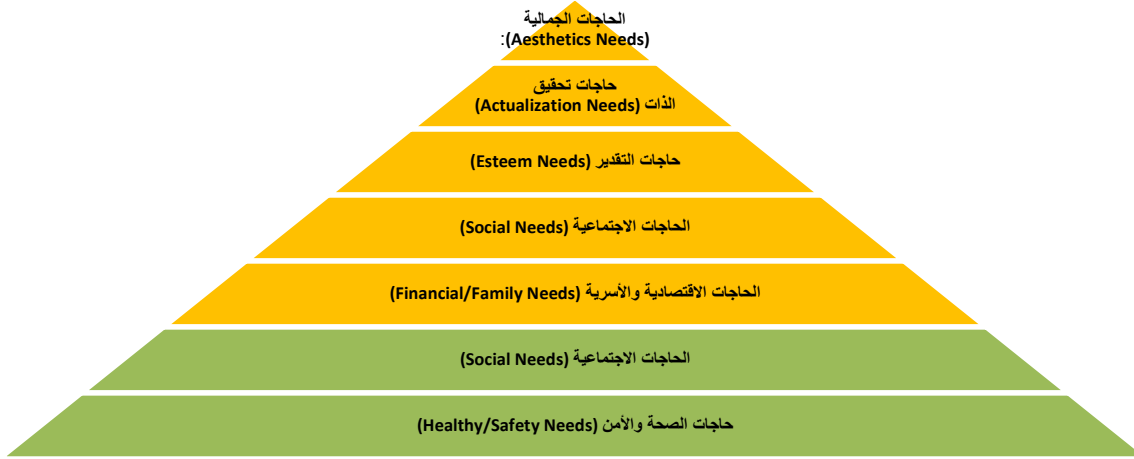 الحاجات الجمالية
(Aesthetics Needs):
حاجات تحقيق
الذات (Actualization Needs)
حاجات التقدير (Esteem Needs)
الحاجات الاجتماعية (Social Needs)
الحاجات الاقتصادية والأسرية (Financial/Family Needs)
الحاجات الاجتماعية (Social Needs)
حاجات الصحة والأمن (Healthy/Safety Needs)